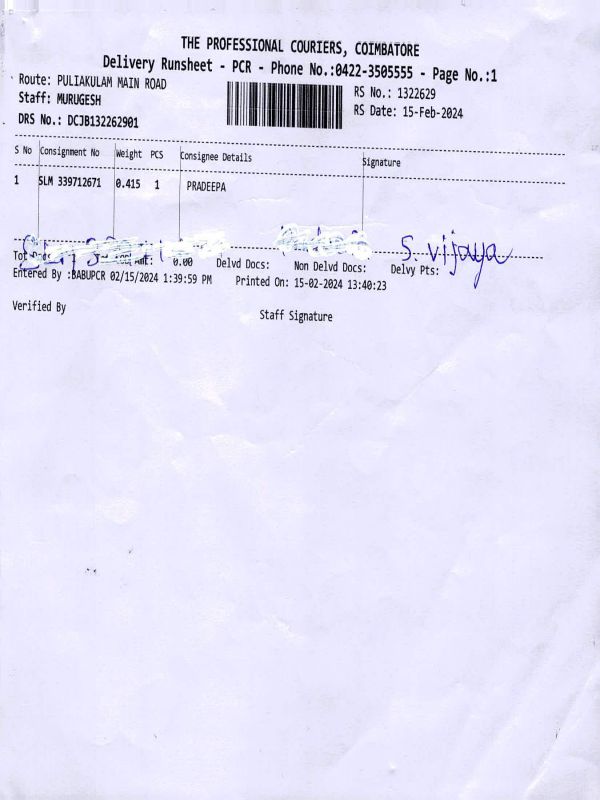 THE PROFESSIONAL COURIERS, COIMBATORE
Delivery Runsheet - PCR - Phone No.:0422-3505555 - Page No.:1
Route: PULIAKULAM MAIN ROAD
RS No.: 1322629
Staff: MURUGESH
RS Date: 15-Feb-2024
DRS No.: DCJB132262901
S No Consignment No Weight PCS Consignee Details Signature
1 SLM 339712671 0.415 1 PRADEEPA
S. vijaya
Tot 0.00 Delvd Docs: Non Delvd Docs: Delvy Pts:
Entered By :BABUPCR 02/15/2024 1:39:59 PM Printed On: 15-02-2024 13:40:23
Verified By Staff Signature